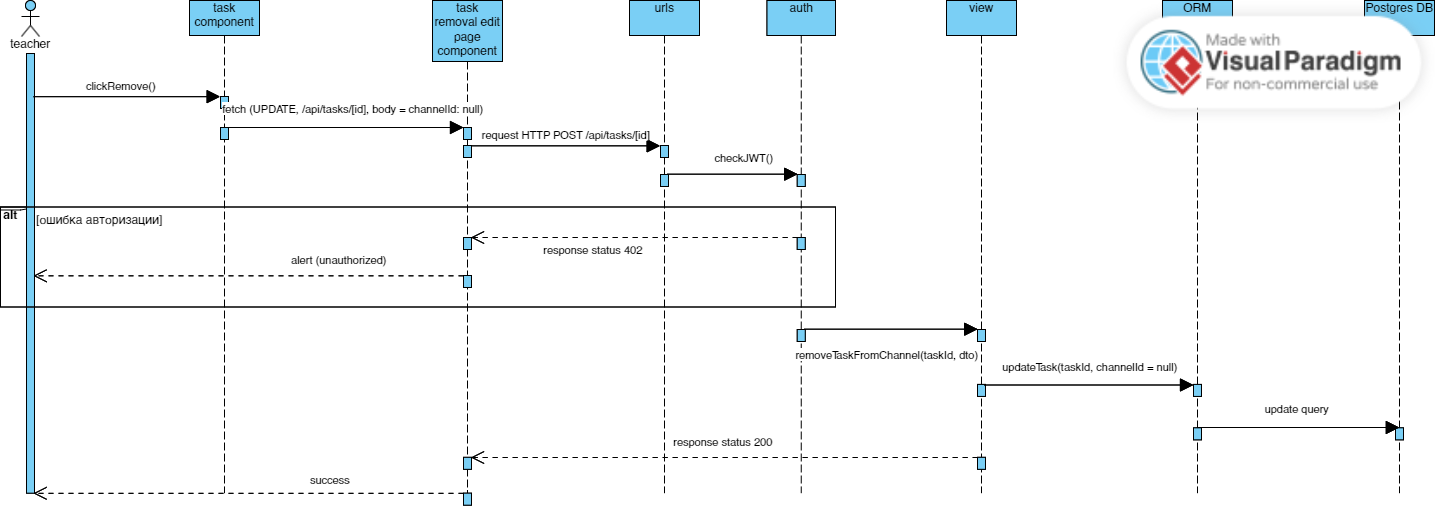 teacher
task
component
task
removal edit
page
component
urls
auth
view
ORM
Postgres DB
Made with
VisualParadigm
For non-commercial use
clickRemove()
fetch (UPDATE, /api/tasks/[id], body = channelId: null)
request HTTP POST /api/tasks/[id]
checkJWT()
alt
[ошибка авторизации]
response status 402
alert (unauthorized)
removeTaskFromChannel(taskId, dto)
updateTask(taskId, channelId = null)
update query
response status 200
success